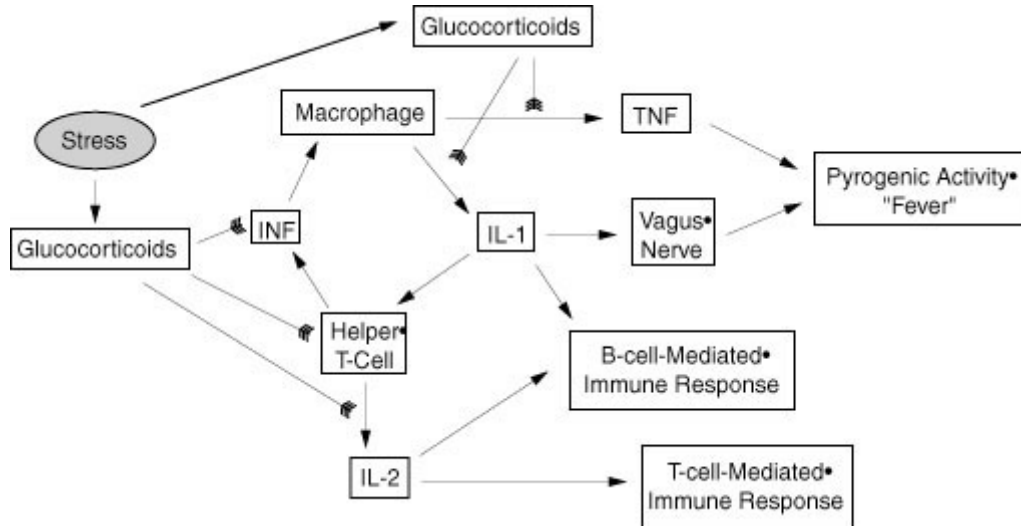 Glucocorticoids
Macrophage
TNF
Stress
Pyrogenic Activity•
"Fever"
Glucocorticoids
INF
IL-1
Vagus•
Nerve
Helper•
T-Cell
B-cell-Mediated•
Immune Response
IL-2
T-cell-Mediated•
Immune Response